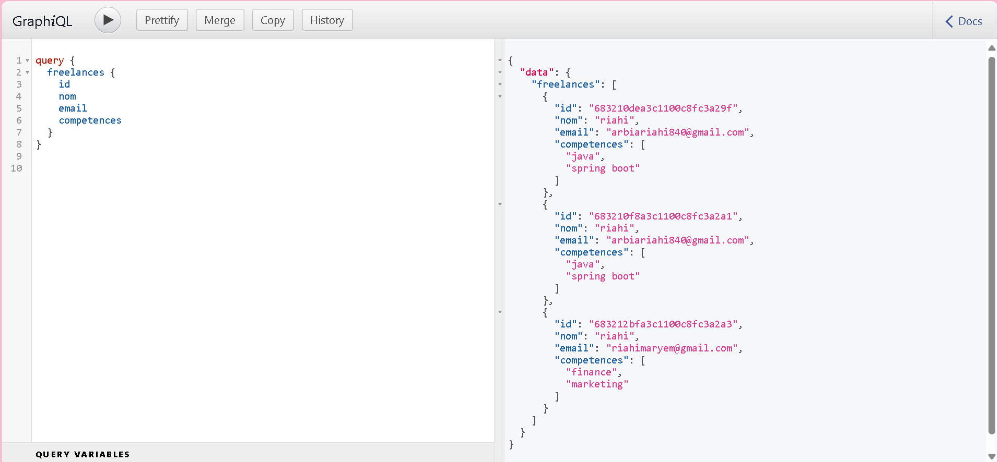 GraphiQL Prettify Merge Copy History Docs
1 query {
2 freelances {
3 id
4 nom
5 email
6 competences
7 }
8 }
9
10
QUERY VARIABLES
{
"data": {
"freelances": [
{
"id": "683210dea3c1100c8fc3a29f",
"nom": "riahi",
"email": "arbiariahi840@gmail.com",
"competences": [
"java",
"spring boot"
]
},
{
"id": "683210f8a3c1100c8fc3a2a1",
"nom": "riahi",
"email": "arbiariahi840@gmail.com",
"competences": [
"java",
"spring boot"
]
},
{
"id": "683212bfa3c1100c8fc3a2a3",
"nom": "riahi",
"email": "riahimaryem@gmail.com",
"competences": [
"finance",
"marketing"
]
}
]
}
}